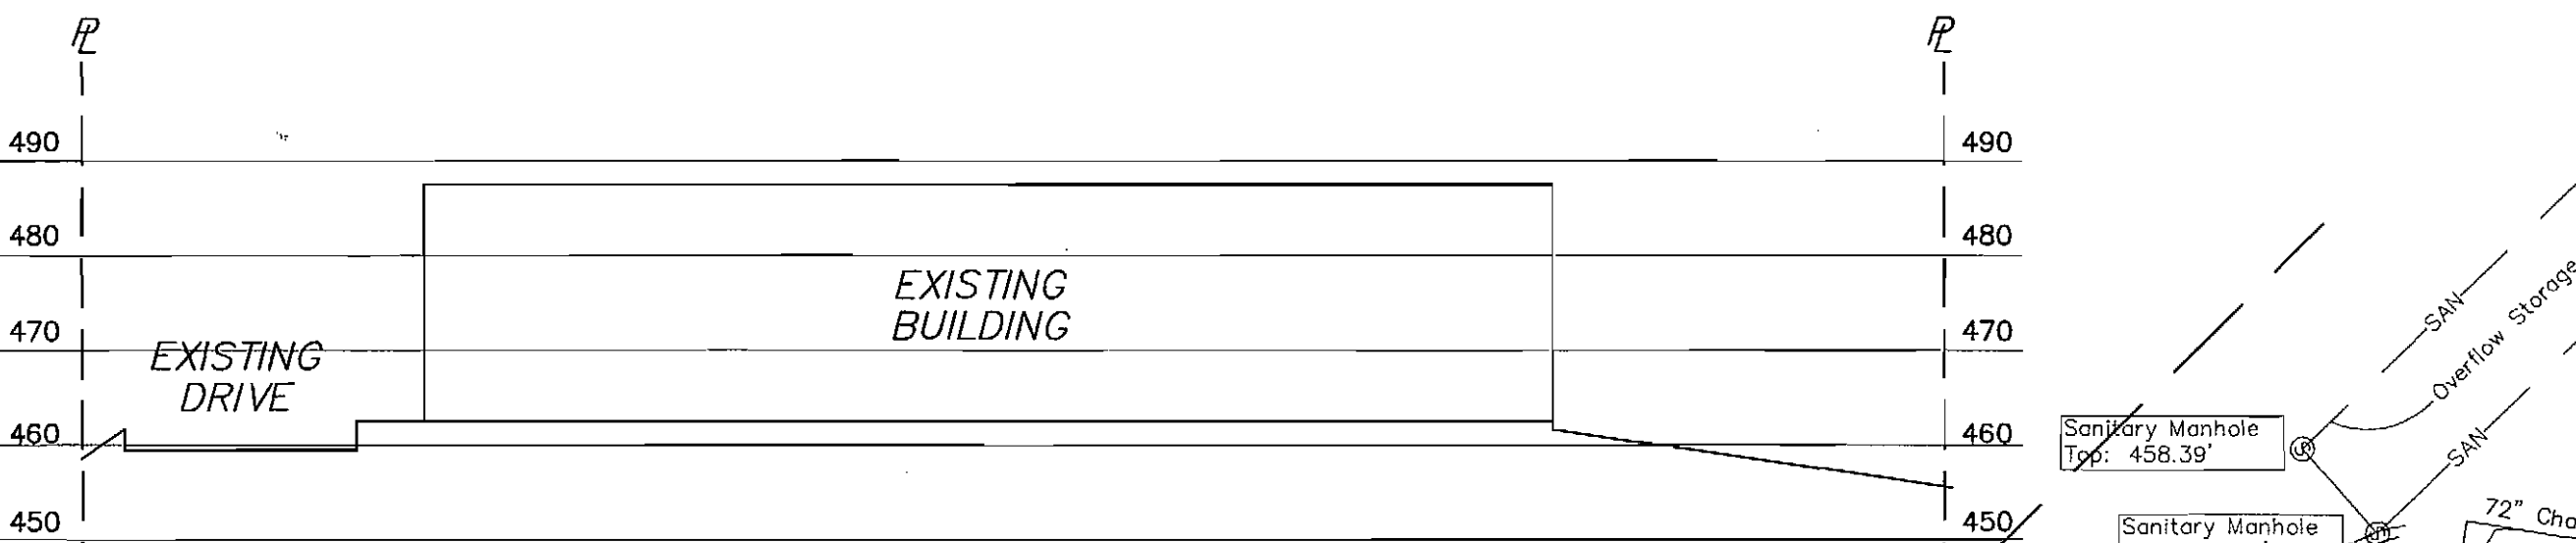 PL
PL
490
490
480
480
EXISTING
BUILDING
470
470
EXISTING
DRIVE
460
460
450
450
SAN
Overflow Storage
SAN
Sanitary Manhole
Top: 458.39'
Sanitary Manhole
72"